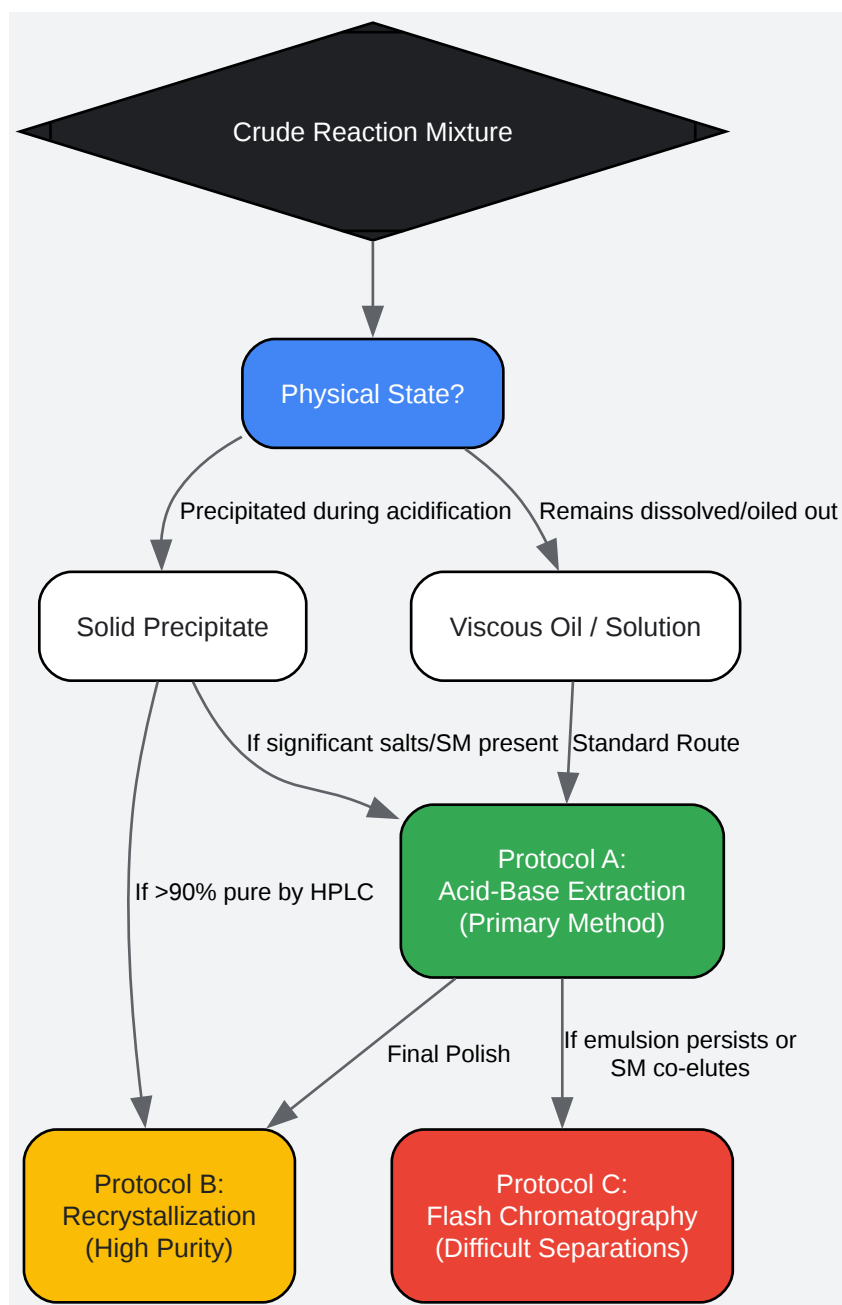 Crude Reaction Mixture
Physical State?
Precipitated during acidification
Remains dissolved/oiled out
Solid Precipitate
Viscous Oil / Solution
If significant salts/SM present
Standard Route
Protocol A:
Acid-Base Extraction
(Primary Method)
If >90% pure by HPLC
Final Polish
If emulsion persists or
SM co-elutes
Protocol B:
Recrystallization
(High Purity)
Protocol C:
Flash Chromatography
(Difficult Separations)